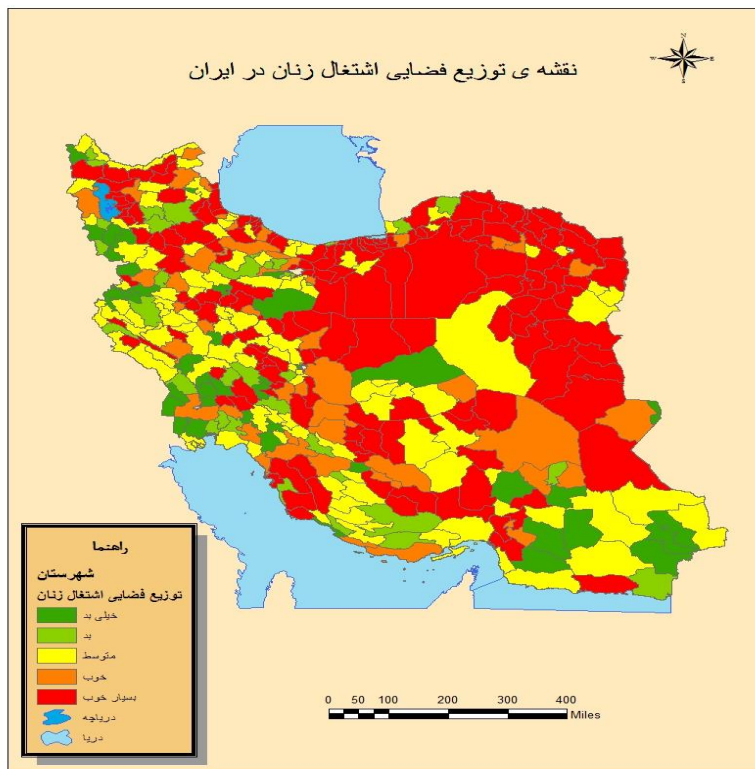 نقشه ی توزیع فضایی اشتغال زنان در ایران
N
W
E
S
راهنما
شهرستان
توزیع فضایی اشتغال زنان
خیلی بد
بد
متوسط
خوب
بسیار خوب
دریاچه
دریا
0 50 100 200 300 400
Miles